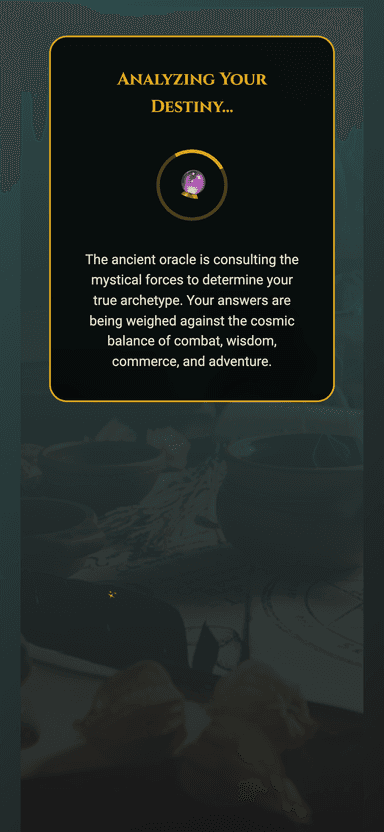 Analyzing Your
Destiny...
The ancient oracle is consulting the
mystical forces to determine your
true archetype. Your answers are
being weighed against the cosmic
balance of combat, wisdom,
commerce, and adventure.